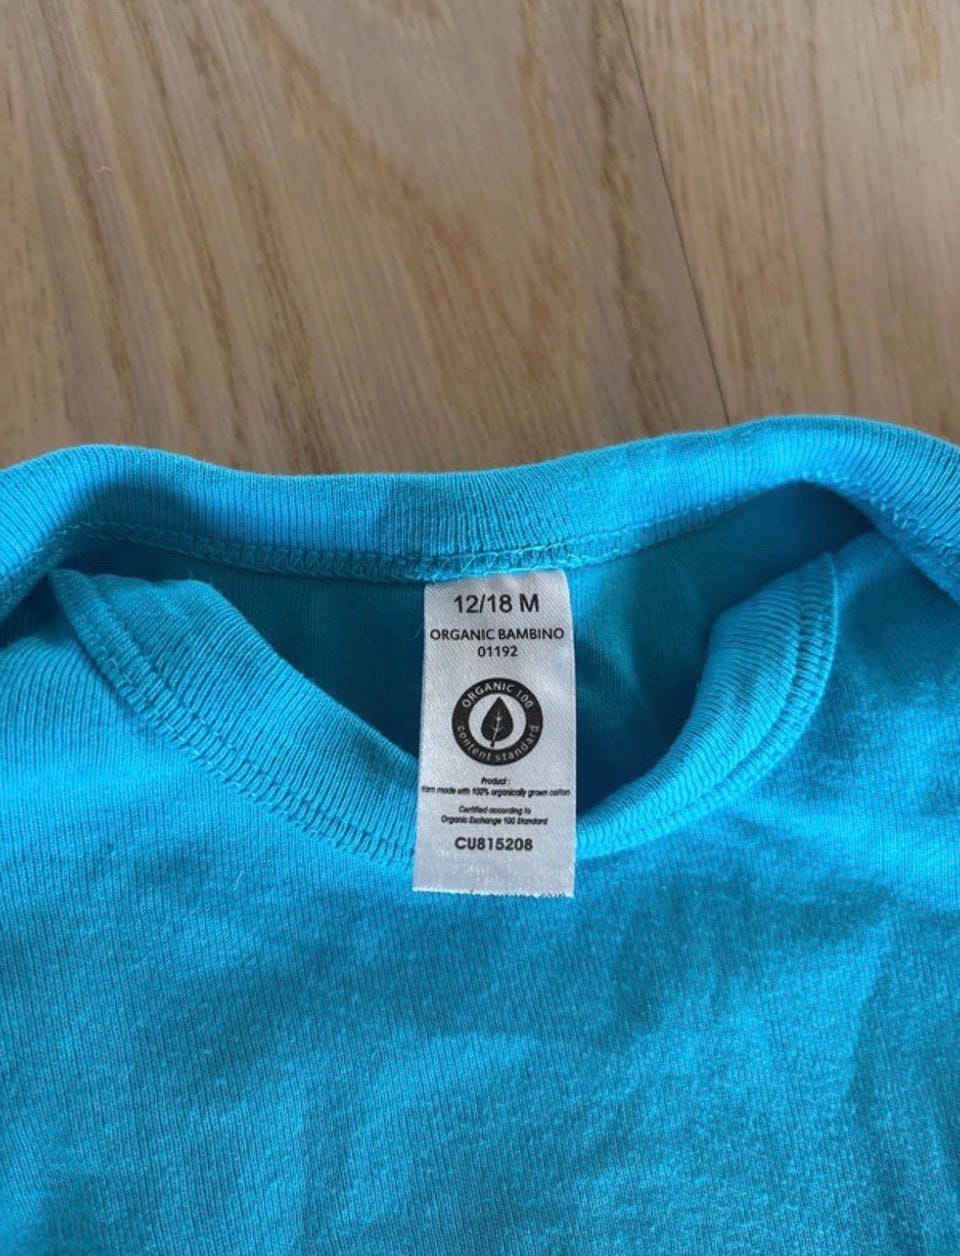 12/18 M
ORGANIC BAMBINO
01192
ORGANIC 100
content standard
Product :
Yarn made with 100% organically grown cotton
Certified according to
Organic Exchange 100 Standard
CU815208